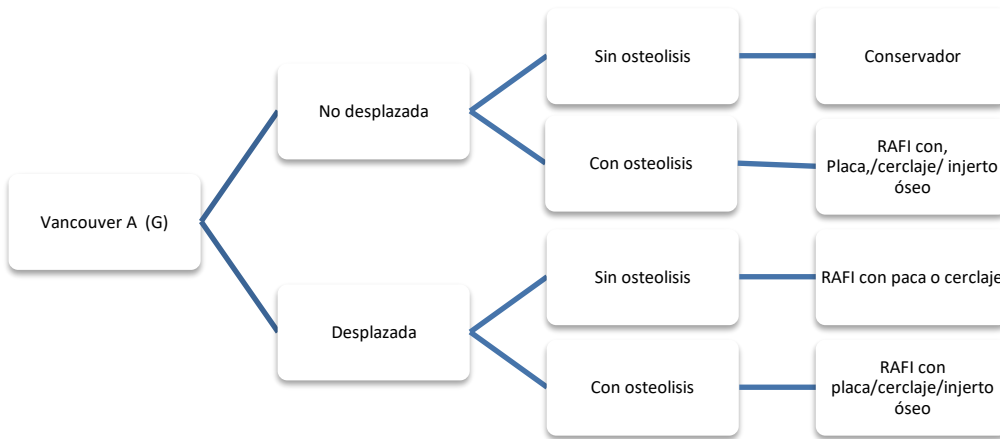 Vancouver A (G)
No desplazada
Sin osteolisis
Conservador
Con osteolisis
RAFI con,
Placa,/cerclaje/ injerto
óseo
Desplazada
Sin osteolisis
RAFI con paca o cerclaje
Con osteolisis
RAFI con
placa/cerclaje/injerto
óseo